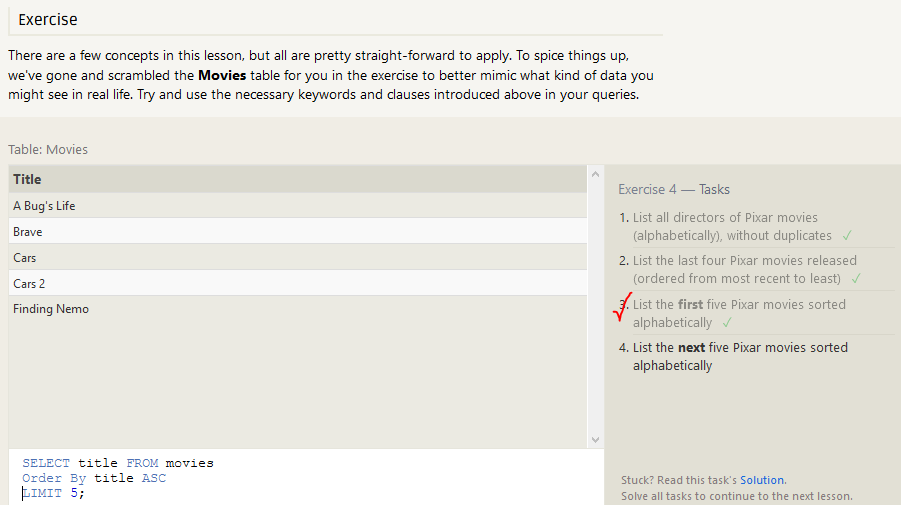 Exercise
There are a few concepts in this lesson, but all are pretty straight-forward to apply. To spice things up,
we've gone and scrambled the Movies table for you in the exercise to better mimic what kind of data you
might see in real life. Try and use the necessary keywords and clauses introduced above in your queries.
Table: Movies
Title
A Bug's Life
Brave
Cars
Cars 2
Finding Nemo
SELECT title FROM movies
Order By title ASC
LIMIT 5;
Exercise 4 — Tasks
1. List all directors of Pixar movies
(alphabetically), without duplicates ✓
2. List the last four Pixar movies released
(ordered from most recent to least) ✓
3. List the first five Pixar movies sorted
alphabetically ✓
4. List the next five Pixar movies sorted
alphabetically
Stuck? Read this task's Solution.
Solve all tasks to continue to the next lesson.